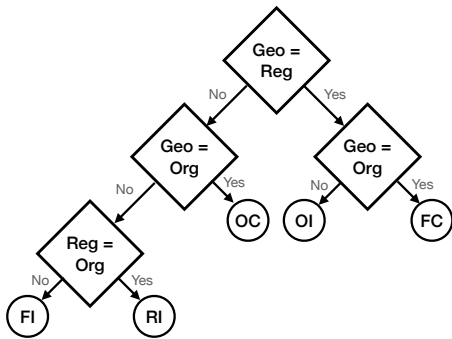 Geo =
Reg
No
Yes
Geo =
Org
Geo =
Org
No
Yes
No
Yes
Reg =
Org
OC
OI
FC
No
Yes
FI
RI